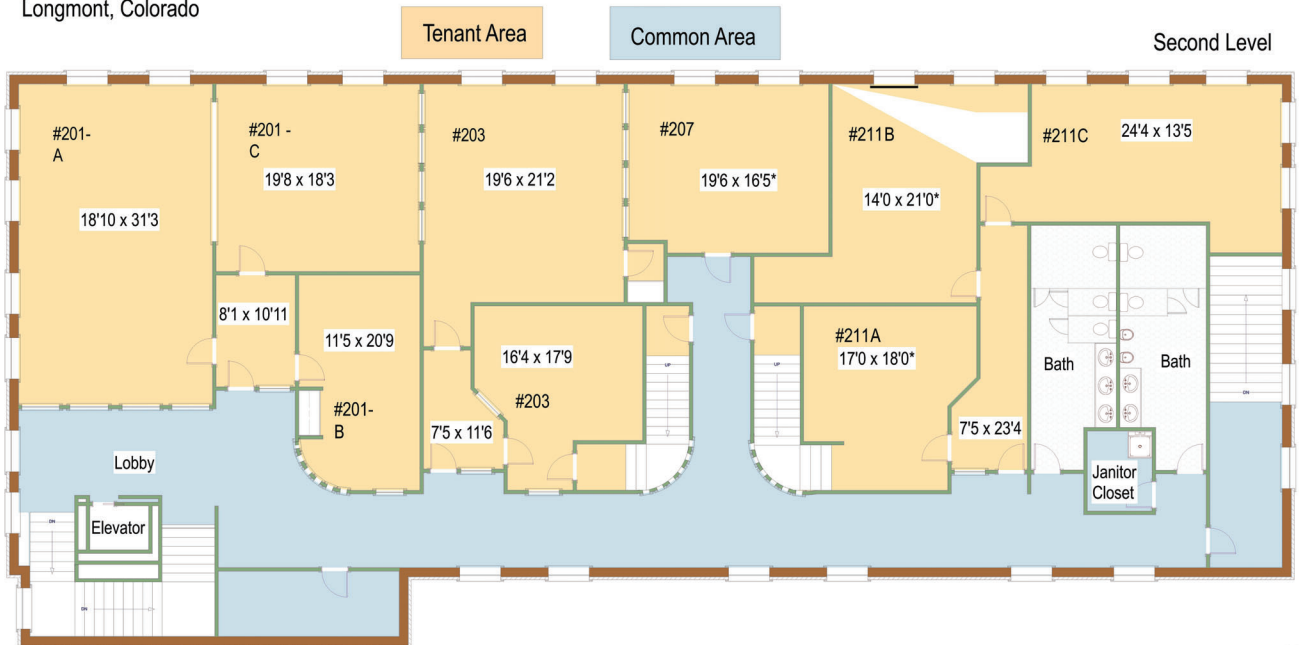 Longmont, Colorado
Tenant Area
Common Area
Second Level
#201-
A
18'10 x 31'3
#201 -
C
19'8 x 18'3
#203
19'6 x 21'2
#207
19'6 x 16'5*
#211B
14'0 x 21'0*
#211C
24'4 x 13'5
8'1 x 10'11
11'5 x 20'9
#201-
B
7'5 x 11'6
16'4 x 17'9
#203
UP
UP
#211A
17'0 x 18'0*
7'5 x 23'4
Bath
Bath
DN
Janitor
Closet
Lobby
Elevator
DN
DN